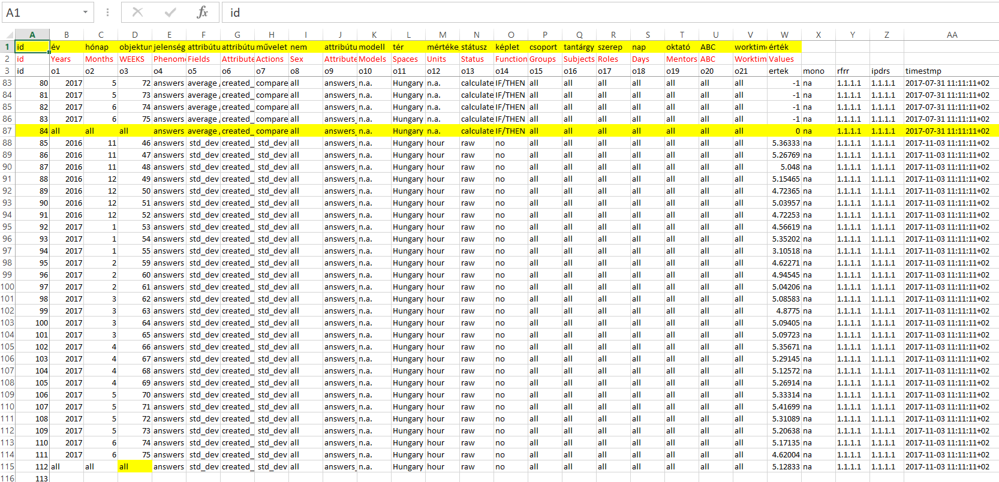 A1 fx id
A B C D E F G H I J K L M N O P Q R S T U V W X Y Z AA
1 id év hónap objektun jelenség attribútu attribútu művelet nem attribútu modell tér mértéke státusz képlet csoport tantárgy szerep nap oktató ABC worktime érték
2 id Years Months WEEKS Phenome Fields Attribute Actions Sex Attribute Models Spaces Units Status Function Groups Subjects Roles Days Mentors ABC Worktim Values
3 id o1 o2 o3 o4 o5 o6 o7 o8 o9 o10 o11 o12 o13 o14 o15 o16 o17 o18 o19 o20 o21 ertek mono rfrr ipdrs timestmp
83 80 2017 5 72 answers average / created_ compare all answers_ n.a. Hungary n.a. calculate IF/THEN all all all all all all all -1 na 1.1.1.1 1.1.1.1 2017-07-31 11:11:11+02
84 81 2017 5 73 answers average / created_ compare all answers_ n.a. Hungary n.a. calculate IF/THEN all all all all all all all -1 na 1.1.1.1 1.1.1.1 2017-07-31 11:11:11+02
85 82 2017 6 74 answers average / created_ compare all answers_ n.a. Hungary n.a. calculate IF/THEN all all all all all all all -1 na 1.1.1.1 1.1.1.1 2017-07-31 11:11:11+02
86 83 2017 6 75 answers average / created_ compare all answers_ n.a. Hungary n.a. calculate IF/THEN all all all all all all all -1 na 1.1.1.1 1.1.1.1 2017-07-31 11:11:11+02
87 84 all all all answers average / created_ compare all answers_ n.a. Hungary n.a. calculate IF/THEN all all all all all all all 0 na 1.1.1.1 1.1.1.1 2017-07-31 11:11:11+02
88 85 2016 11 46 answers std_dev created_ std_dev all answers_ n.a. Hungary hour raw no all all all all all all all 5.36333 na 1.1.1.1 1.1.1.1 2017-11-03 11:11:11+02
89 86 2016 11 47 answers std_dev created_ std_dev all answers_ n.a. Hungary hour raw no all all all all all all all 5.26769 na 1.1.1.1 1.1.1.1 2017-11-03 11:11:11+02
90 87 2016 11 48 answers std_dev created_ std_dev all answers_ n.a. Hungary hour raw no all all all all all all all 5.048 na 1.1.1.1 1.1.1.1 2017-11-03 11:11:11+02
91 88 2016 12 49 answers std_dev created_ std_dev all answers_ n.a. Hungary hour raw no all all all all all all all 5.15465 na 1.1.1.1 1.1.1.1 2017-11-03 11:11:11+02
92 89 2016 12 50 answers std_dev created_ std_dev all answers_ n.a. Hungary hour raw no all all all all all all all 4.72365 na 1.1.1.1 1.1.1.1 2017-11-03 11:11:11+02
93 90 2016 12 51 answers std_dev created_ std_dev all answers_ n.a. Hungary hour raw no all all all all all all all 5.03957 na 1.1.1.1 1.1.1.1 2017-11-03 11:11:11+02
94 91 2016 12 52 answers std_dev created_ std_dev all answers_ n.a. Hungary hour raw no all all all all all all all 4.72253 na 1.1.1.1 1.1.1.1 2017-11-03 11:11:11+02
95 92 2017 1 53 answers std_dev created_ std_dev all answers_ n.a. Hungary hour raw no all all all all all all all 4.56619 na 1.1.1.1 1.1.1.1 2017-11-03 11:11:11+02
96 93 2017 1 54 answers std_dev created_ std_dev all answers_ n.a. Hungary hour raw no all all all all all all all 5.35202 na 1.1.1.1 1.1.1.1 2017-11-03 11:11:11+02
97 94 2017 1 55 answers std_dev created_ std_dev all answers_ n.a. Hungary hour raw no all all all all all all all 3.10518 na 1.1.1.1 1.1.1.1 2017-11-03 11:11:11+02
98 95 2017 2 59 answers std_dev created_ std_dev all answers_ n.a. Hungary hour raw no all all all all all all all 4.62271 na 1.1.1.1 1.1.1.1 2017-11-03 11:11:11+02
99 96 2017 2 60 answers std_dev created_ std_dev all answers_ n.a. Hungary hour raw no all all all all all all all 4.94545 na 1.1.1.1 1.1.1.1 2017-11-03 11:11:11+02
100 97 2017 2 61 answers std_dev created_ std_dev all answers_ n.a. Hungary hour raw no all all all all all all all 5.04206 na 1.1.1.1 1.1.1.1 2017-11-03 11:11:11+02
101 98 2017 3 62 answers std_dev created_ std_dev all answers_ n.a. Hungary hour raw no all all all all all all all 5.08583 na 1.1.1.1 1.1.1.1 2017-11-03 11:11:11+02
102 99 2017 3 63 answers std_dev created_ std_dev all answers_ n.a. Hungary hour raw no all all all all all all all 4.8775 na 1.1.1.1 1.1.1.1 2017-11-03 11:11:11+02
103 100 2017 3 64 answers std_dev created_ std_dev all answers_ n.a. Hungary hour raw no all all all all all all all 5.09405 na 1.1.1.1 1.1.1.1 2017-11-03 11:11:11+02
104 101 2017 3 65 answers std_dev created_ std_dev all answers_ n.a. Hungary hour raw no all all all all all all all 5.09723 na 1.1.1.1 1.1.1.1 2017-11-03 11:11:11+02
105 102 2017 4 66 answers std_dev created_ std_dev all answers_ n.a. Hungary hour raw no all all all all all all all 5.35671 na 1.1.1.1 1.1.1.1 2017-11-03 11:11:11+02
106 103 2017 4 67 answers std_dev created_ std_dev all answers_ n.a. Hungary hour raw no all all all all all all all 5.29145 na 1.1.1.1 1.1.1.1 2017-11-03 11:11:11+02
107 104 2017 4 68 answers std_dev created_ std_dev all answers_ n.a. Hungary hour raw no all all all all all all all 5.12572 na 1.1.1.1 1.1.1.1 2017-11-03 11:11:11+02
108 105 2017 4 69 answers std_dev created_ std_dev all answers_ n.a. Hungary hour raw no all all all all all all all 5.26914 na 1.1.1.1 1.1.1.1 2017-11-03 11:11:11+02
109 106 2017 5 70 answers std_dev created_ std_dev all answers_ n.a. Hungary hour raw no all all all all all all all 5.33314 na 1.1.1.1 1.1.1.1 2017-11-03 11:11:11+02
110 107 2017 5 71 answers std_dev created_ std_dev all answers_ n.a. Hungary hour raw no all all all all all all all 5.41699 na 1.1.1.1 1.1.1.1 2017-11-03 11:11:11+02
111 108 2017 5 72 answers std_dev created_ std_dev all answers_ n.a. Hungary hour raw no all all all all all all all 5.31089 na 1.1.1.1 1.1.1.1 2017-11-03 11:11:11+02
112 109 2017 5 73 answers std_dev created_ std_dev all answers_ n.a. Hungary hour raw no all all all all all all all 5.20638 na 1.1.1.1 1.1.1.1 2017-11-03 11:11:11+02
113 110 2017 6 74 answers std_dev created_ std_dev all answers_ n.a. Hungary hour raw no all all all all all all all 5.17135 na 1.1.1.1 1.1.1.1 2017-11-03 11:11:11+02
114 111 2017 6 75 answers std_dev created_ std_dev all answers_ n.a. Hungary hour raw no all all all all all all all 4.62004 na 1.1.1.1 1.1.1.1 2017-11-03 11:11:11+02
115 112 all all all answers std_dev created_ std_dev all answers_ n.a. Hungary hour raw no all all all all all all all 5.12833 na 1.1.1.1 1.1.1.1 2017-11-03 11:11:11+02
116 113